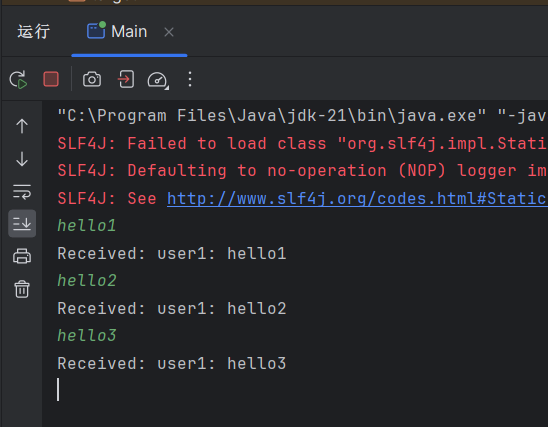 运行
Main
"C:\Program Files\Java\jdk-21\bin\java.exe" "-jav
SLF4J: Failed to load class "org.slf4j.impl.Stati
SLF4J: Defaulting to no-operation (NOP) logger im
SLF4J: See http://www.slf4j.org/codes.html#Static
hello1
Received: user1: hello1
hello2
Received: user1: hello2
hello3
Received: user1: hello3